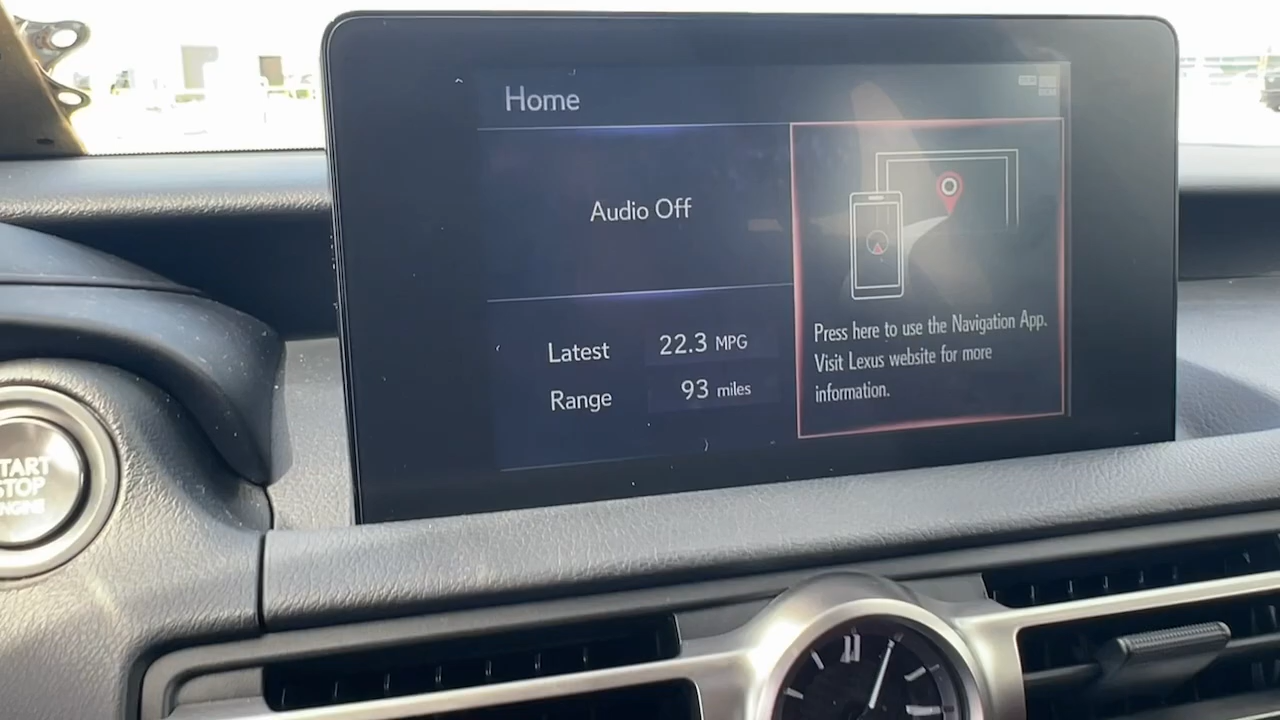 Home
Audio Off
Latest 22.3 MPG
Range 93 miles
Press here to use the Navigation App.
Visit Lexus website for more
information.
START
STOP
ENGINE